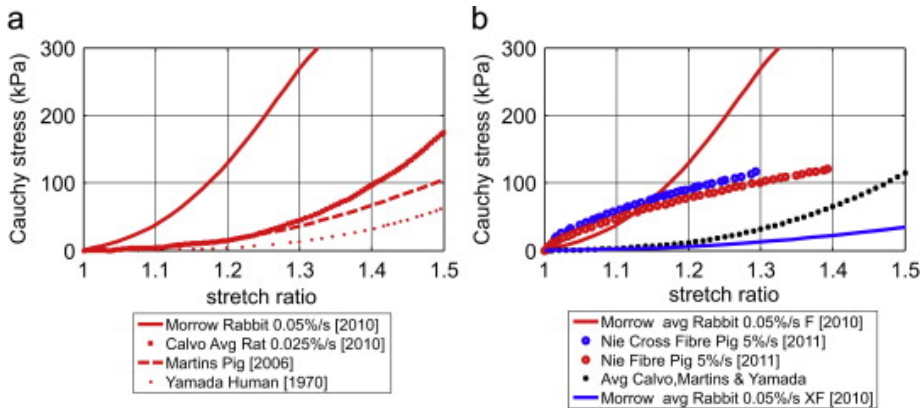 a
Cauchy stress (kPa)
300
200
100
0
1 1.1 1.2 1.3 1.4 1.5
stretch ratio
Morrow Rabbit 0.05%/s [2010]
Calvo Avg Rat 0.025%/s [2010]
Martins Pig [2006]
Yamada Human [1970]
b
Cauchy stress (kPa)
300
200
100
0
1 1.1 1.2 1.3 1.4 1.5
stretch ratio
Morrow avg Rabbit 0.05%/s F [2010]
Nie Cross Fibre Pig 5%/s [2011]
Nie Fibre Pig 5%/s [2011]
Avg Calvo,Martins & Yamada
Morrow avg Rabbit 0.05%/s XF [2010]